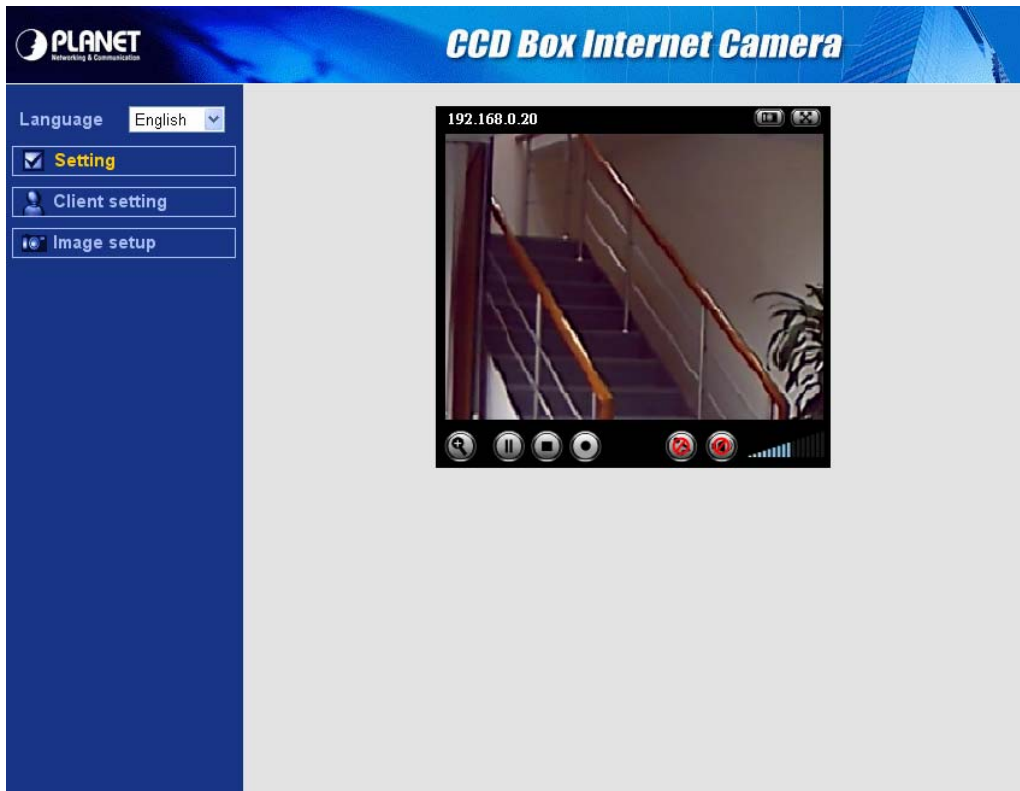 PLANET
Networking & Communication
CCD Box Internet Camera
Language English
Setting
Client setting
Image setup
192.168.0.20